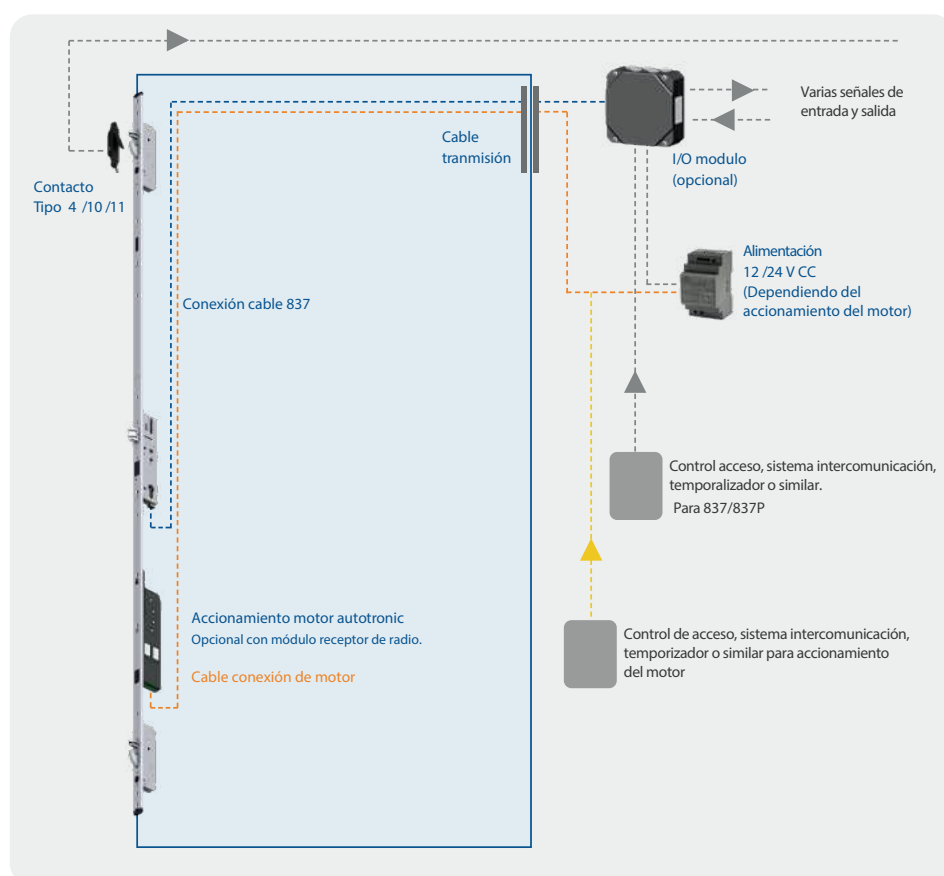 Varias señales de
entrada y salida
Cable
tranmisión
I/O modulo
(opcional)
Contacto
Tipo 4 /10 /11
Alimentación
12 /24 V CC
(Dependiendo del
accionamiento del motor)
Conexión cable 837
Control acceso, sistema intercomunicación,
temporalizador o similar.
Para 837/837P
Accionamiento motor autotronic
Opcional con módulo receptor de radio.
Control de acceso, sistema intercomunicación,
temporizador o similar para accionamiento
del motor
Cable conexión de motor